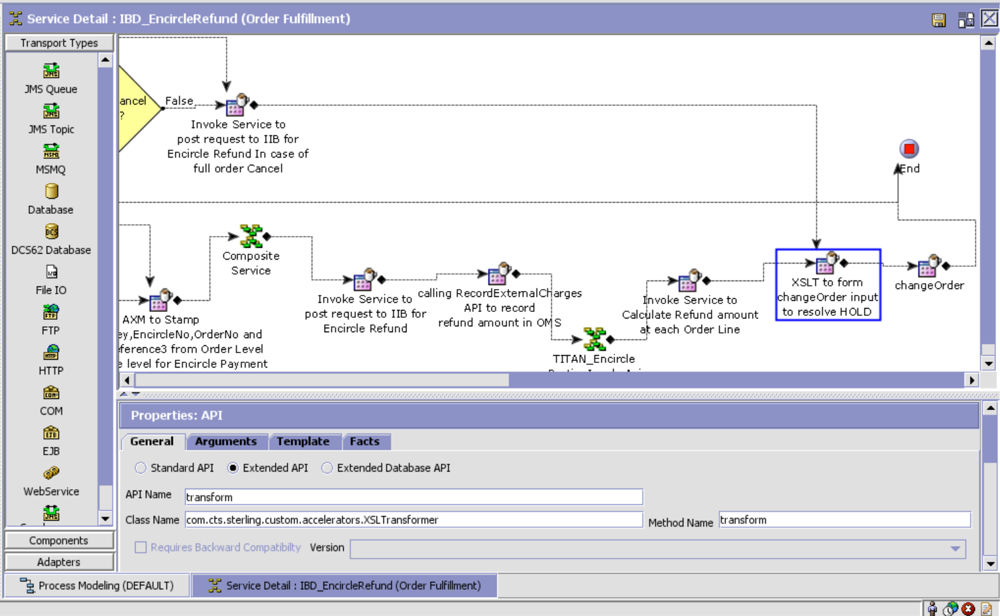 Service Detail : IBD_EncircleRefund (Order Fulfillment)
Transport Types
JMS Queue
JMS Topic
MSMQ
Database
DCS62 Database
File IO
FTP
HTTP
COM
EJB
WebService
Components
Adapters
ancel
?
False
Invoke Service to
post request to IIB for
Encircle Refund In case of
full order Cancel
End
Composite
Service
AXM to Stamp
ey,EncircleNo,OrderNo and
ference3 from Order Level
e level for Encircle Payment
Invoke Service to
post request to IIB for
Encircle Refund
calling RecordExternalCharges
API to record
refund amount in OMS
TITAN_Encircle
Invoke Service to
Calculate Refund amount
at each Order Line
XSLT to form
changeOrder input
to resolve HOLD
changeOrder
Properties: API
General Arguments Template Facts
Standard API Extended API Extended Database API
API Name transform
Class Name com.cts.sterling.custom.accelerators.XSLTransformer Method Name transform
Requires Backward Compatibilty Version
Process Modeling (DEFAULT) Service Detail : IBD_EncircleRefund (Order Fulfillment)